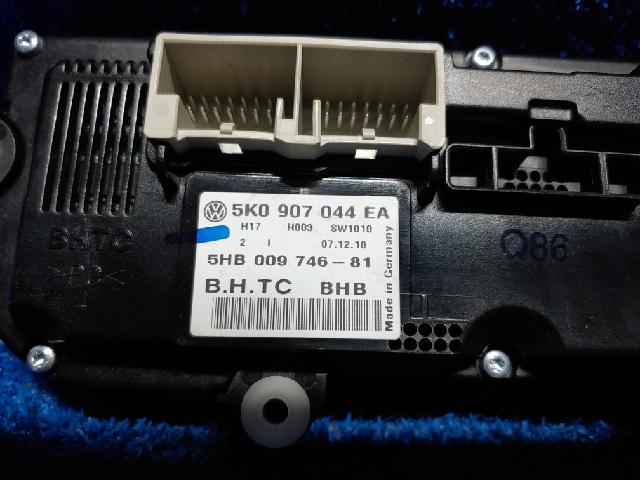 5K0 907 044 EA
H17 H003 SW1010
2 I 07.12.10
5HB 009 746-81
B.H.TC BHB
Made in Germany
BHTC
>PC<
Q86